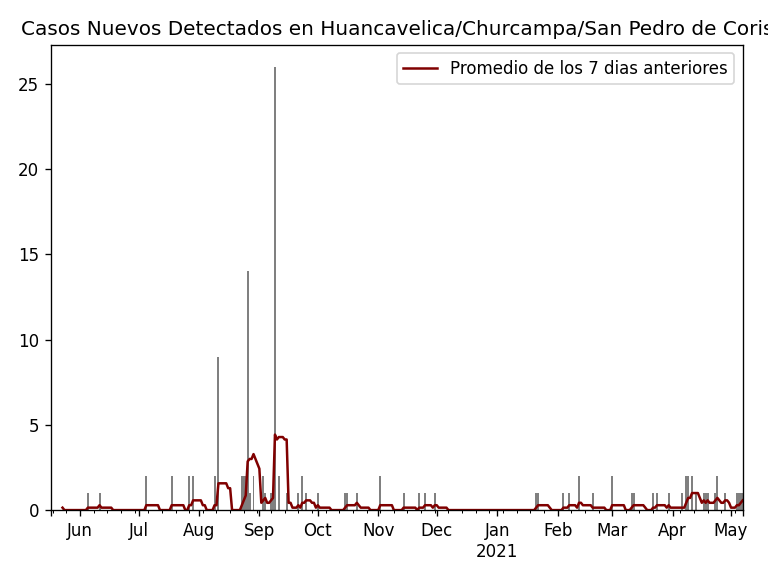 Casos Nuevos Detectados en Huancavelica/Churcampa/San Pedro de Coris
Promedio de los 7 dias anteriores
25
20
15
10
5
0
Jun Jul Aug Sep Oct Nov Dec Jan Feb Mar Apr May
2021